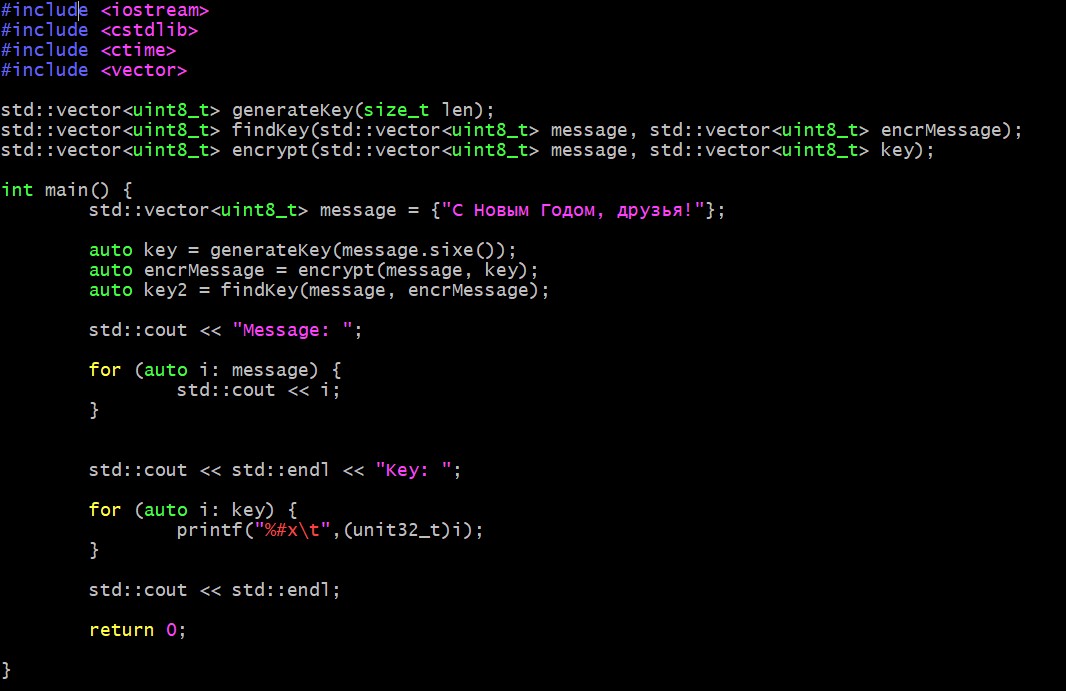 #include <iostream>
#include <cstdlib>
#include <ctime>
#include <vector>

std::vector<uint8_t> generateKey(size_t len);
std::vector<uint8_t> findKey(std::vector<uint8_t> message, std::vector<uint8_t> encrMessage);
std::vector<uint8_t> encrypt(std::vector<uint8_t> message, std::vector<uint8_t> key);

int main() {
        std::vector<uint8_t> message = {"С Новым Годом, друзья!"};

        auto key = generateKey(message.sixe());
        auto encrMessage = encrypt(message, key);
        auto key2 = findKey(message, encrMessage);

        std::cout << "Message: ";

        for (auto i: message) {
                std::cout << i;
        }


        std::cout << std::endl << "Key: ";

        for (auto i: key) {
                printf("%#x\t",(unit32_t)i);
        }

        std::cout << std::endl;

        return 0;

}